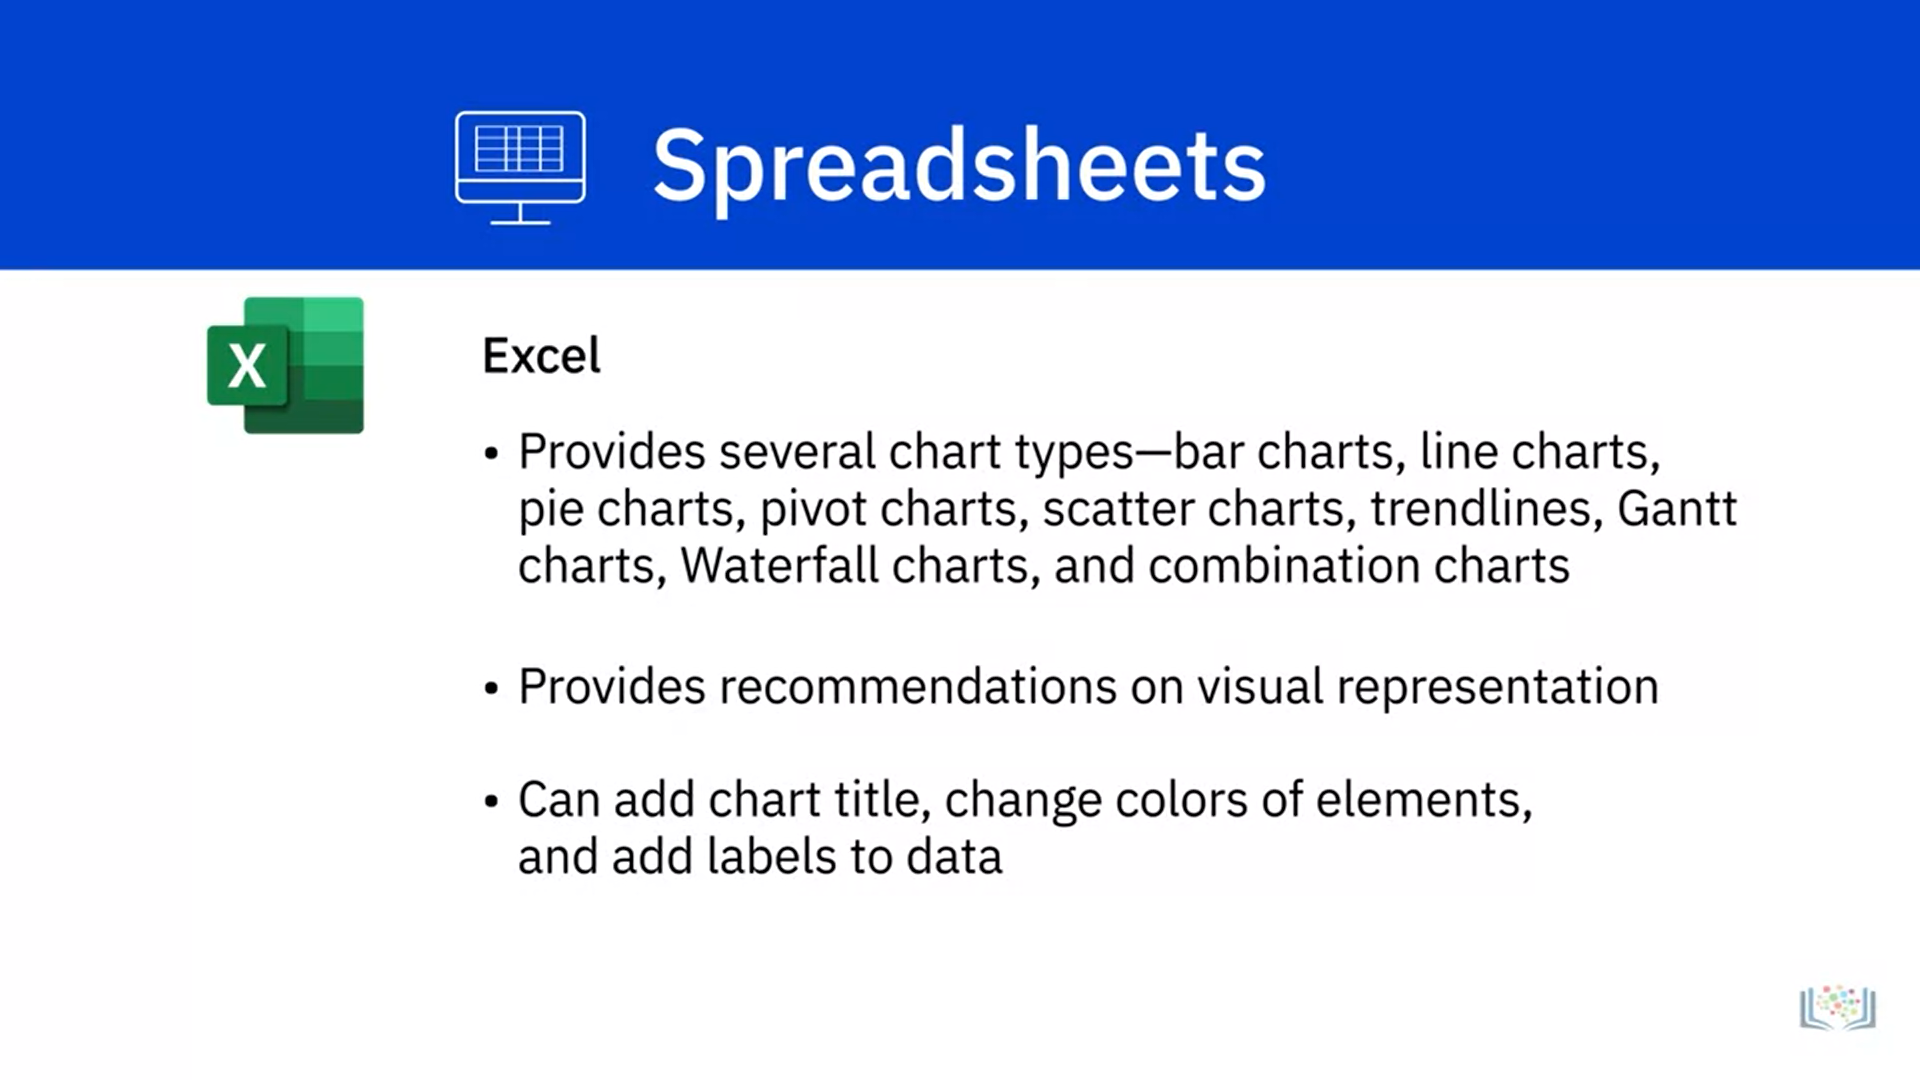 Spreadsheets
X
Excel
• Provides several chart types—bar charts, line charts,
pie charts, pivot charts, scatter charts, trendlines, Gantt
charts, Waterfall charts, and combination charts
• Provides recommendations on visual representation
• Can add chart title, change colors of elements,
and add labels to data